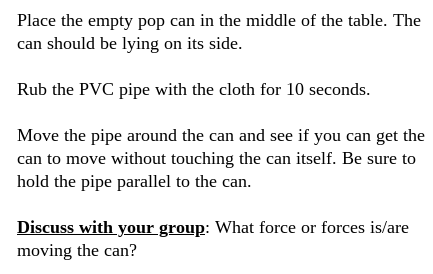 Place the empty pop can in the middle of the table. The
can should be lying on its side.
Rub the PVC pipe with the cloth for 10 seconds.
Move the pipe around the can and see if you can get the
can to move without touching the can itself. Be sure to
hold the pipe parallel to the can.
Discuss with your group: What force or forces is/are
moving the can?